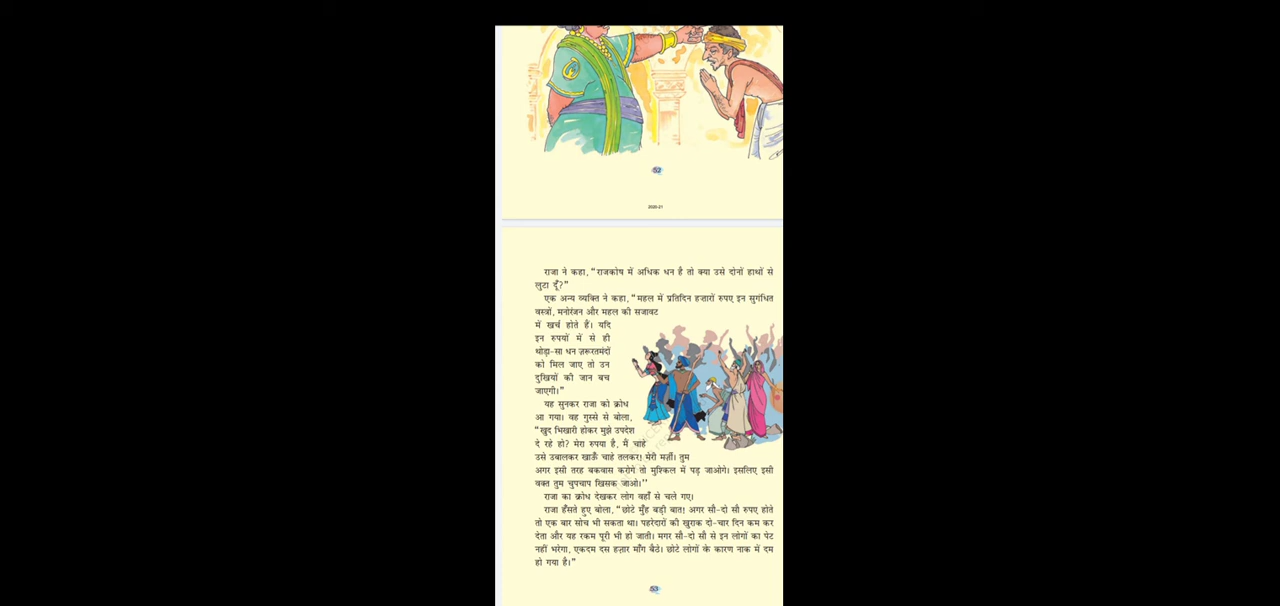 52
2020-21
राजा ने कहा, “राजकोष में अधिक धन है तो क्या उसे दोनों हाथों से
लुटा दूँ?”
एक अन्य व्यक्ति ने कहा, “महल में प्रतिदिन हज़ारों रुपए इन सुगंधित
वस्त्रों, मनोरंजन और महल की सजावट
में खर्च होते हैं। यदि
इन रुपयों में से ही
थोड़ा-सा धन ज़रूरतमंदों
को मिल जाए तो उन
दुखियों की जान बच
जाएगी।”
यह सुनकर राजा को क्रोध
आ गया। वह गुस्से से बोला,
“खुद भिखारी होकर मुझे उपदेश
दे रहे हो? मेरा रुपया है, मैं चाहे
उसे उबालकर खाऊँ चाहे तलकर! मेरी मर्ज़ी। तुम
अगर इसी तरह बकवास करोगे तो मुश्किल में पड़ जाओगे। इसलिए इसी
वक्त तुम चुपचाप खिसक जाओ।’’
राजा का क्रोध देखकर लोग वहाँ से चले गए।
राजा हँसते हुए बोला, “छोटे मुँह बड़ी बात! अगर सौ-दो सौ रुपए होते
तो एक बार सोच भी सकता था। पहरेदारों की खुराक दो-चार दिन कम कर
देता और यह रकम पूरी भी हो जाती। मगर सौ-दो सौ से इन लोगों का पेट
नहीं भरेगा, एकदम दस हज़ार माँग बैठे। छोटे लोगों के कारण नाक में दम
हो गया है।”
53